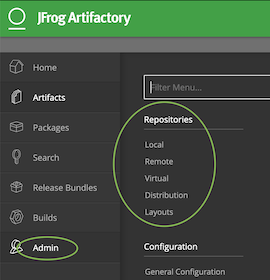 JFrog Artifactory
Home
Artifacts
Packages
Search
Release Bundles
Builds
Admin
Filter Menu...
Repositories
Local
Remote
Virtual
Distribution
Layouts
Configuration
General Configuration